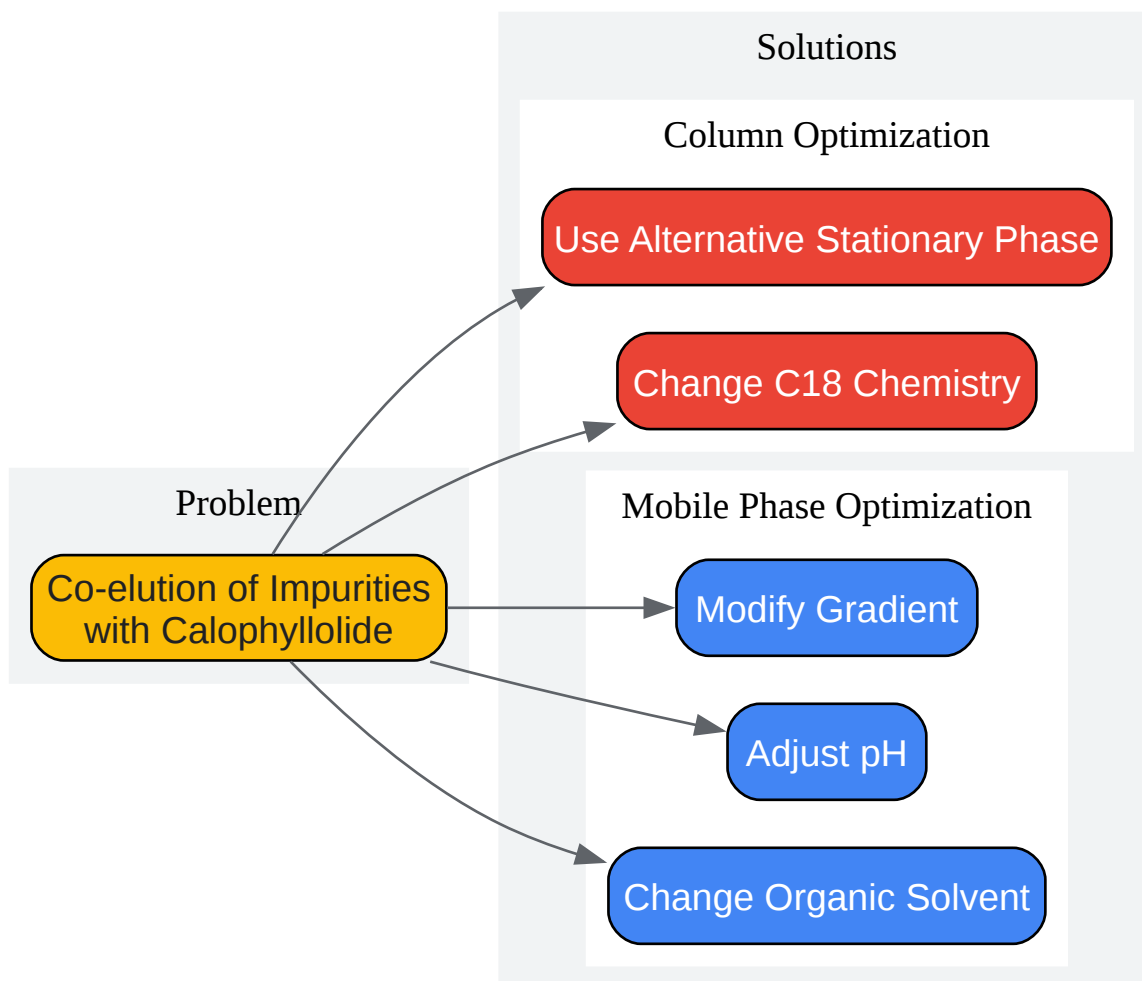 Solutions
Column Optimization
Use Alternative Stationary Phase
Change C18 Chemistry
Problem
Co-elution of Impurities
with Calophyllolide
Mobile Phase Optimization
Modify Gradient
Adjust pH
Change Organic Solvent